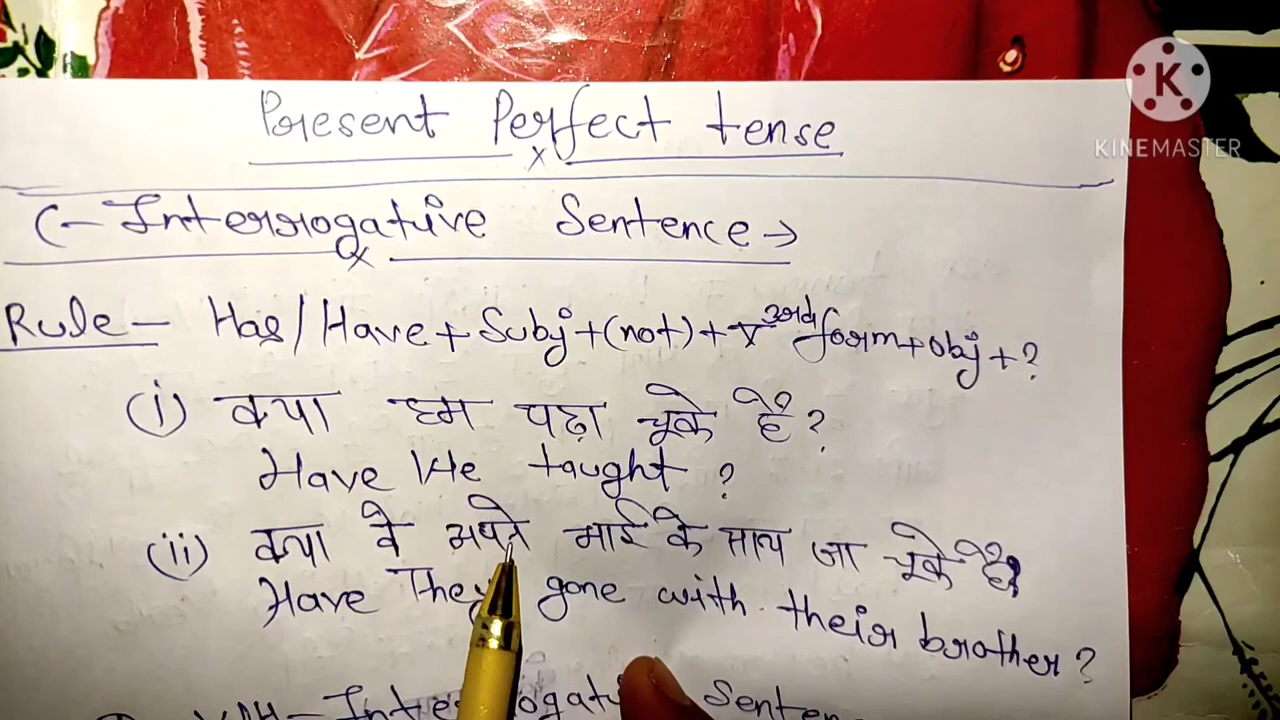 Present Perfect tense
KINEMASTER
C- Interrogative Sentence →
Rule - Has/Have + Subj + (not) + V 3rd form + obj + ?
(i) क्या हम पढ़ा चूके हैं ?
Have We taught ?
(ii) क्या वे अपने भाई के साथ जा चूके हैं?
Have They gone with their brother ?
Sentenc